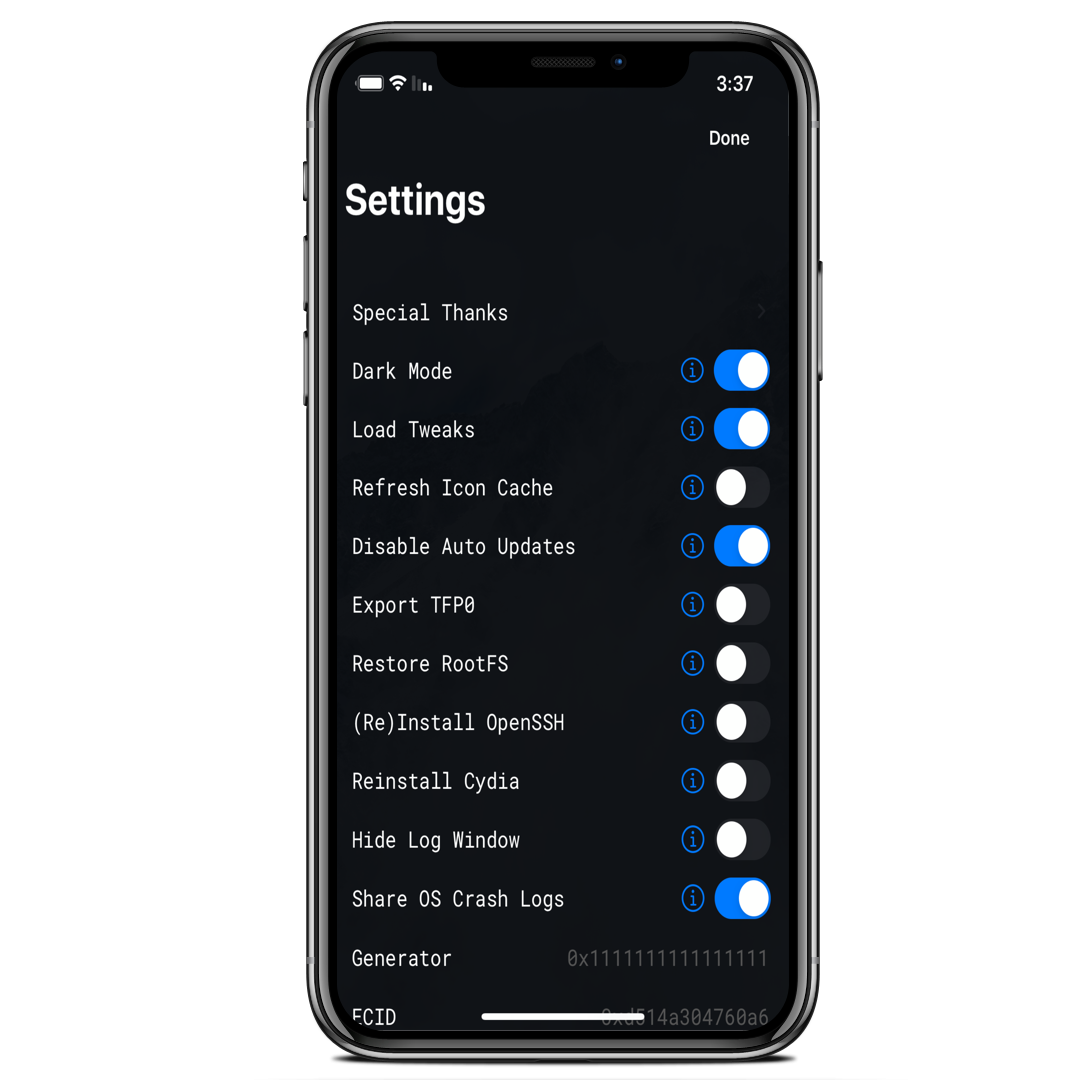 3:37
Done
Settings
Special Thanks
Dark Mode
Load Tweaks
Refresh Icon Cache
Disable Auto Updates
Export TFP0
Restore RootFS
(Re)Install OpenSSH
Reinstall Cydia
Hide Log Window
Share OS Crash Logs
Generator 0x1111111111111111
ECID 0xd514a304760a6